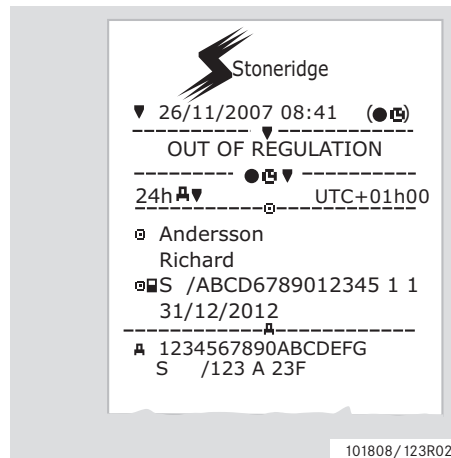 Stoneridge
26/11/2007 08:41 ( )
OUT OF REGULATION
24h UTC+01h00
Andersson
Richard
S /ABCD6789012345 1 1
31/12/2012
1234567890ABCDEFG
S /123 A 23F
101808/123R02